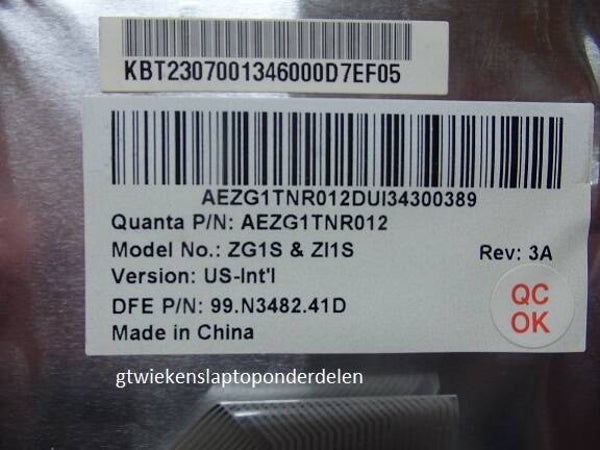 KBT2307001346000D7EF05
AEZG1TNR012DUI34300389
Quanta P/N: AEZG1TNR012
Model No.: ZG1S & ZI1S
Rev: 3A
Version: US-Int'l
DFE P/N: 99.N3482.41D
Made in China
QC
OK
gtwiekenslaptoponderdelen